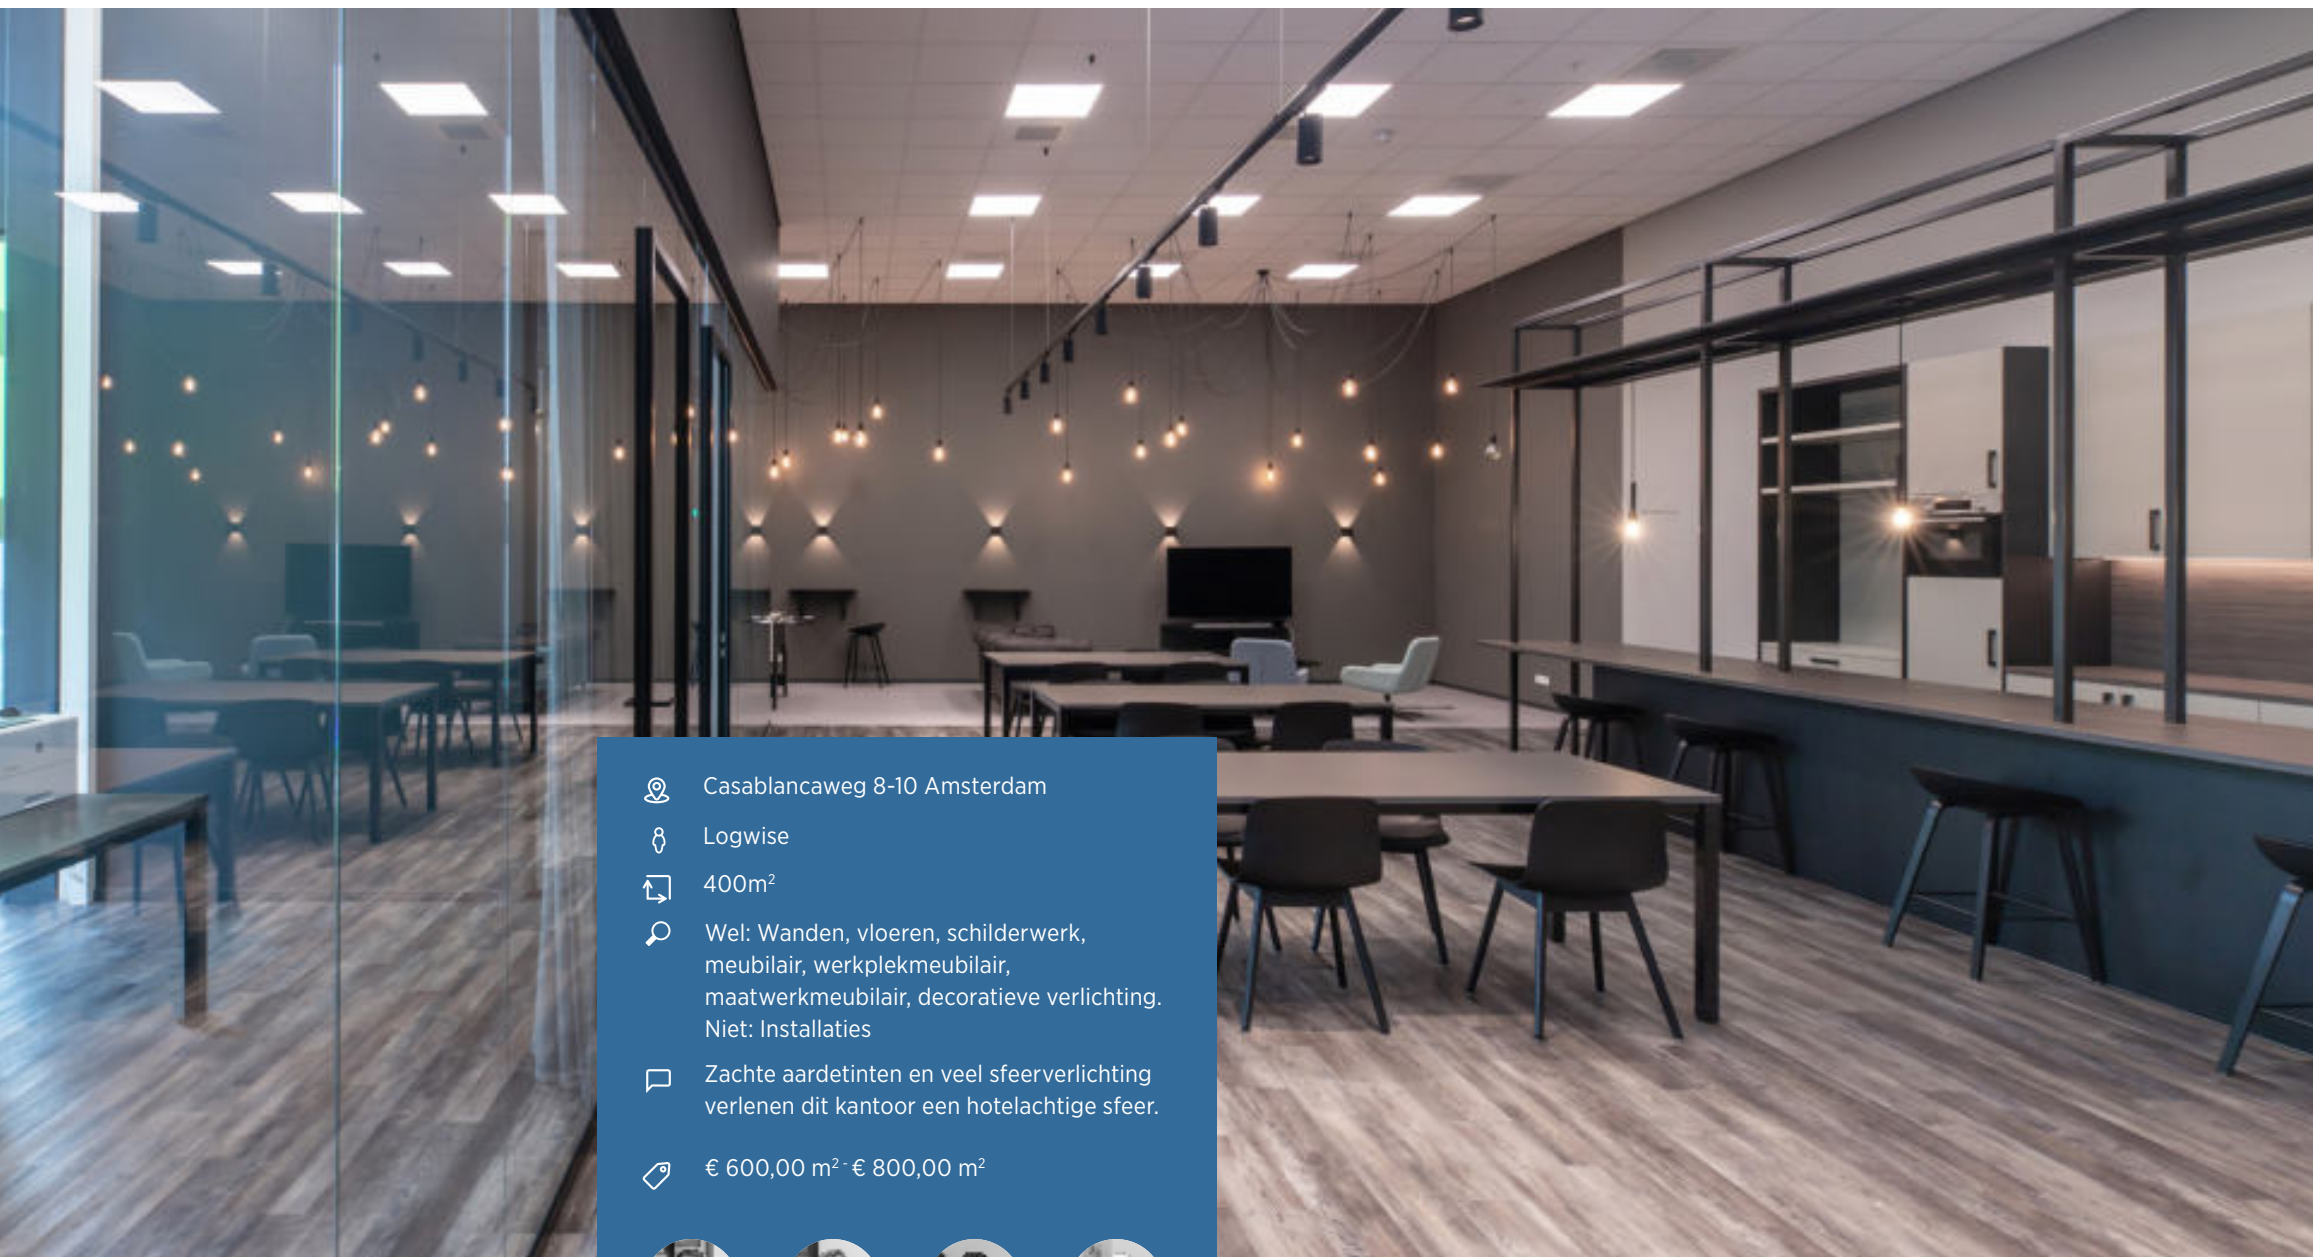 Casablancaweg 8-10 Amsterdam
Logwise
400m²
Wel: Wanden, vloeren, schilderwerk,
meubilair, werkplekmeubilair,
maatwerkmeubilair, decoratieve verlichting.
Niet: Installaties
Zachte aardetinten en veel sfeerverlichting
verlenen dit kantoor een hotelachtige sfeer.
€ 600,00 m² - € 800,00 m²